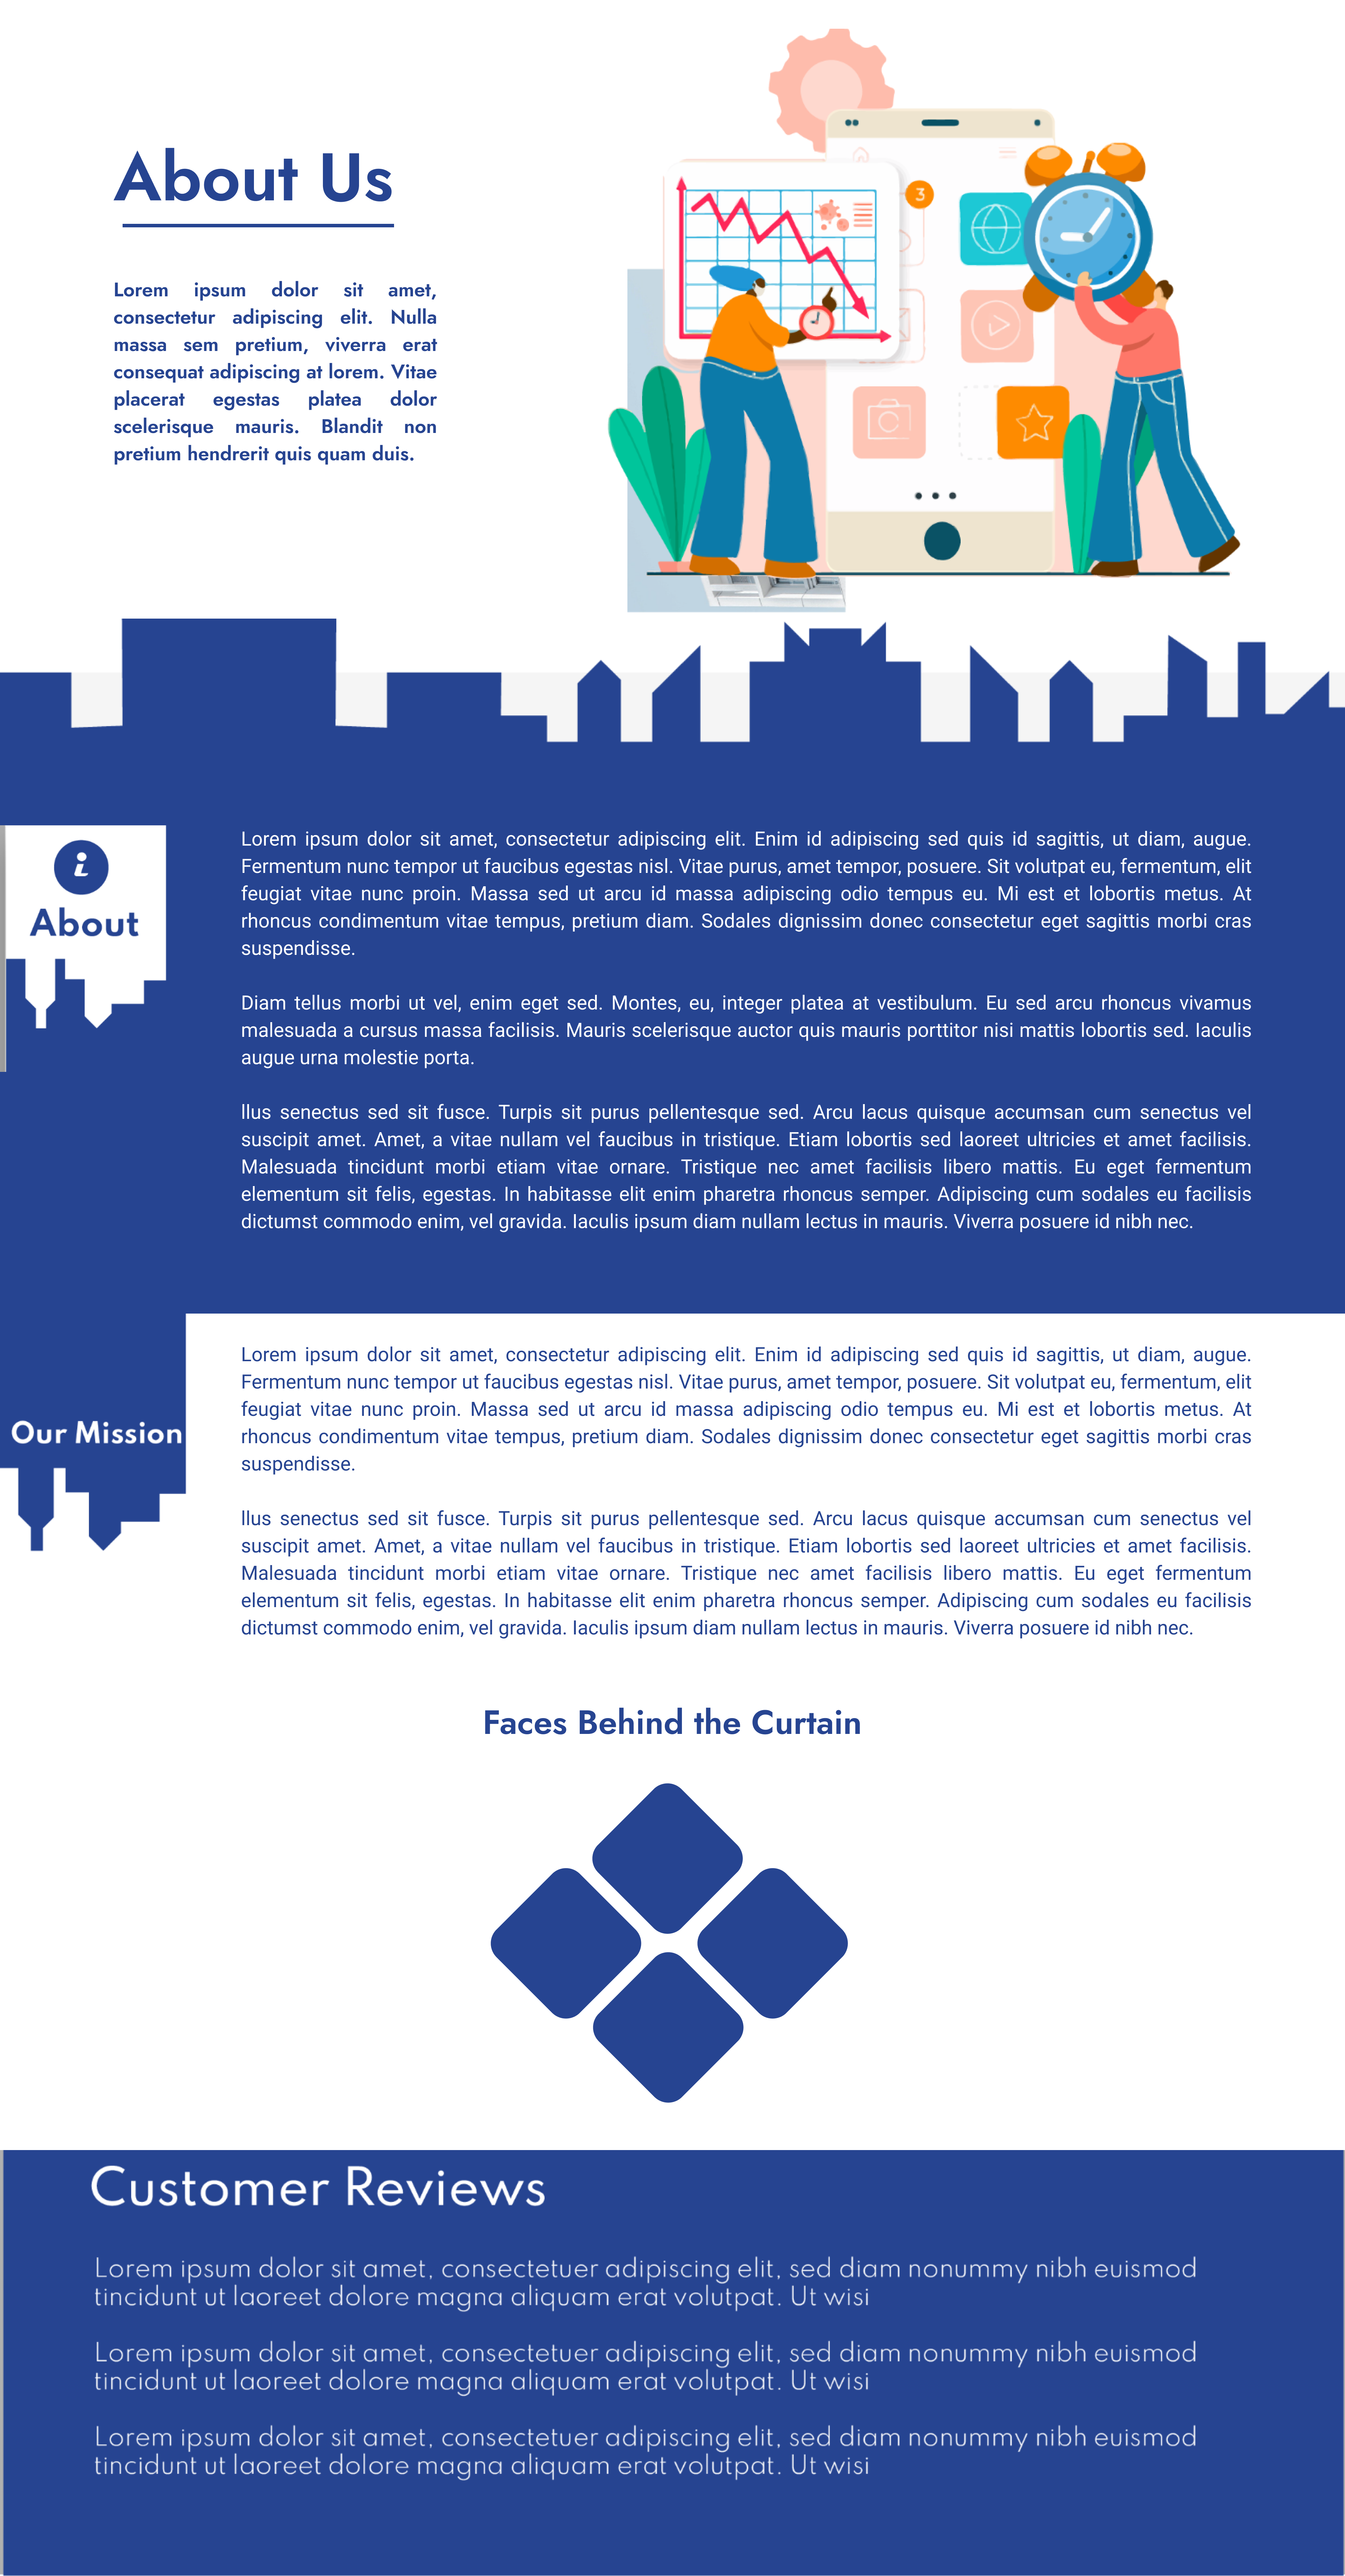 About Us
Lorem ipsum dolor sit amet,
consectetur adipiscing elit. Nulla
massa sem pretium, viverra erat
consequat adipiscing at lorem. Vitae
placerat egestas platea dolor
scelerisque mauris. Blandit non
pretium hendrerit quis quam duis.
3
i
About
Lorem ipsum dolor sit amet, consectetur adipiscing elit. Enim id adipiscing sed quis id sagittis, ut diam, augue.
Fermentum nunc tempor ut faucibus egestas nisl. Vitae purus, amet tempor, posuere. Sit volutpat eu, fermentum, elit
feugiat vitae nunc proin. Massa sed ut arcu id massa adipiscing odio tempus eu. Mi est et lobortis metus. At
rhoncus condimentum vitae tempus, pretium diam. Sodales dignissim donec consectetur eget sagittis morbi cras
suspendisse.
Diam tellus morbi ut vel, enim eget sed. Montes, eu, integer platea at vestibulum. Eu sed arcu rhoncus vivamus
malesuada a cursus massa facilisis. Mauris scelerisque auctor quis mauris porttitor nisi mattis lobortis sed. Iaculis
augue urna molestie porta.
llus senectus sed sit fusce. Turpis sit purus pellentesque sed. Arcu lacus quisque accumsan cum senectus vel
suscipit amet. Amet, a vitae nullam vel faucibus in tristique. Etiam lobortis sed laoreet ultricies et amet facilisis.
Malesuada tincidunt morbi etiam vitae ornare. Tristique nec amet facilisis libero mattis. Eu eget fermentum
elementum sit felis, egestas. In habitasse elit enim pharetra rhoncus semper. Adipiscing cum sodales eu facilisis
dictumst commodo enim, vel gravida. Iaculis ipsum diam nullam lectus in mauris. Viverra posuere id nibh nec.
Our Mission
Lorem ipsum dolor sit amet, consectetur adipiscing elit. Enim id adipiscing sed quis id sagittis, ut diam, augue.
Fermentum nunc tempor ut faucibus egestas nisl. Vitae purus, amet tempor, posuere. Sit volutpat eu, fermentum, elit
feugiat vitae nunc proin. Massa sed ut arcu id massa adipiscing odio tempus eu. Mi est et lobortis metus. At
rhoncus condimentum vitae tempus, pretium diam. Sodales dignissim donec consectetur eget sagittis morbi cras
suspendisse.
llus senectus sed sit fusce. Turpis sit purus pellentesque sed. Arcu lacus quisque accumsan cum senectus vel
suscipit amet. Amet, a vitae nullam vel faucibus in tristique. Etiam lobortis sed laoreet ultricies et amet facilisis.
Malesuada tincidunt morbi etiam vitae ornare. Tristique nec amet facilisis libero mattis. Eu eget fermentum
elementum sit felis, egestas. In habitasse elit enim pharetra rhoncus semper. Adipiscing cum sodales eu facilisis
dictumst commodo enim, vel gravida. Iaculis ipsum diam nullam lectus in mauris. Viverra posuere id nibh nec.
Faces Behind the Curtain
Customer Reviews
Lorem ipsum dolor sit amet, consectetuer adipiscing elit, sed diam nonummy nibh euismod
tincidunt ut laoreet dolore magna aliquam erat volutpat. Ut wisi
Lorem ipsum dolor sit amet, consectetuer adipiscing elit, sed diam nonummy nibh euismod
tincidunt ut laoreet dolore magna aliquam erat volutpat. Ut wisi
Lorem ipsum dolor sit amet, consectetuer adipiscing elit, sed diam nonummy nibh euismod
tincidunt ut laoreet dolore magna aliquam erat volutpat. Ut wisi